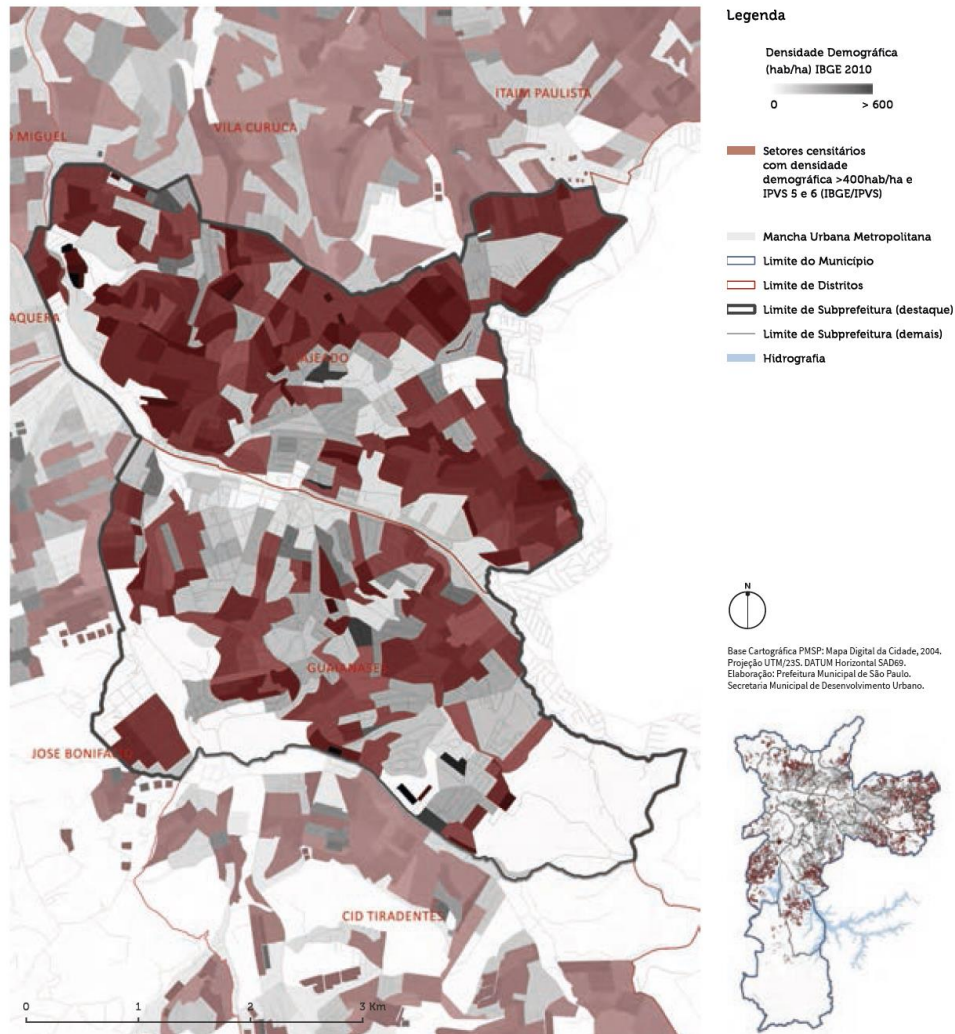 Legenda
Densidade Demográfica
(hab/ha) IBGE 2010
0 > 600
Setores censitários
com densidade
demográfica >400hab/ha e
IPVS 5 e 6 (IBGE/IPVS)
Mancha Urbana Metropolitana
Limite do Município
Limite de Distritos
Limite de Subprefeitura (destaque)
Limite de Subprefeitura (demais)
Hidrografia
N
Base Cartográfica PMSP: Mapa Digital da Cidade, 2004.
Projeção UTM/23S. DATUM Horizontal SAD69.
Elaboração: Prefeitura Municipal de São Paulo.
Secretaria Municipal de Desenvolvimento Urbano.
ITAIM PAULISTA
VILA CURUCA
O MIGUEL
AQUERA
LAJEADO
GUAIANASES
JOSE BONIFACIO
CID TIRADENTES
0 1 2 3 Km